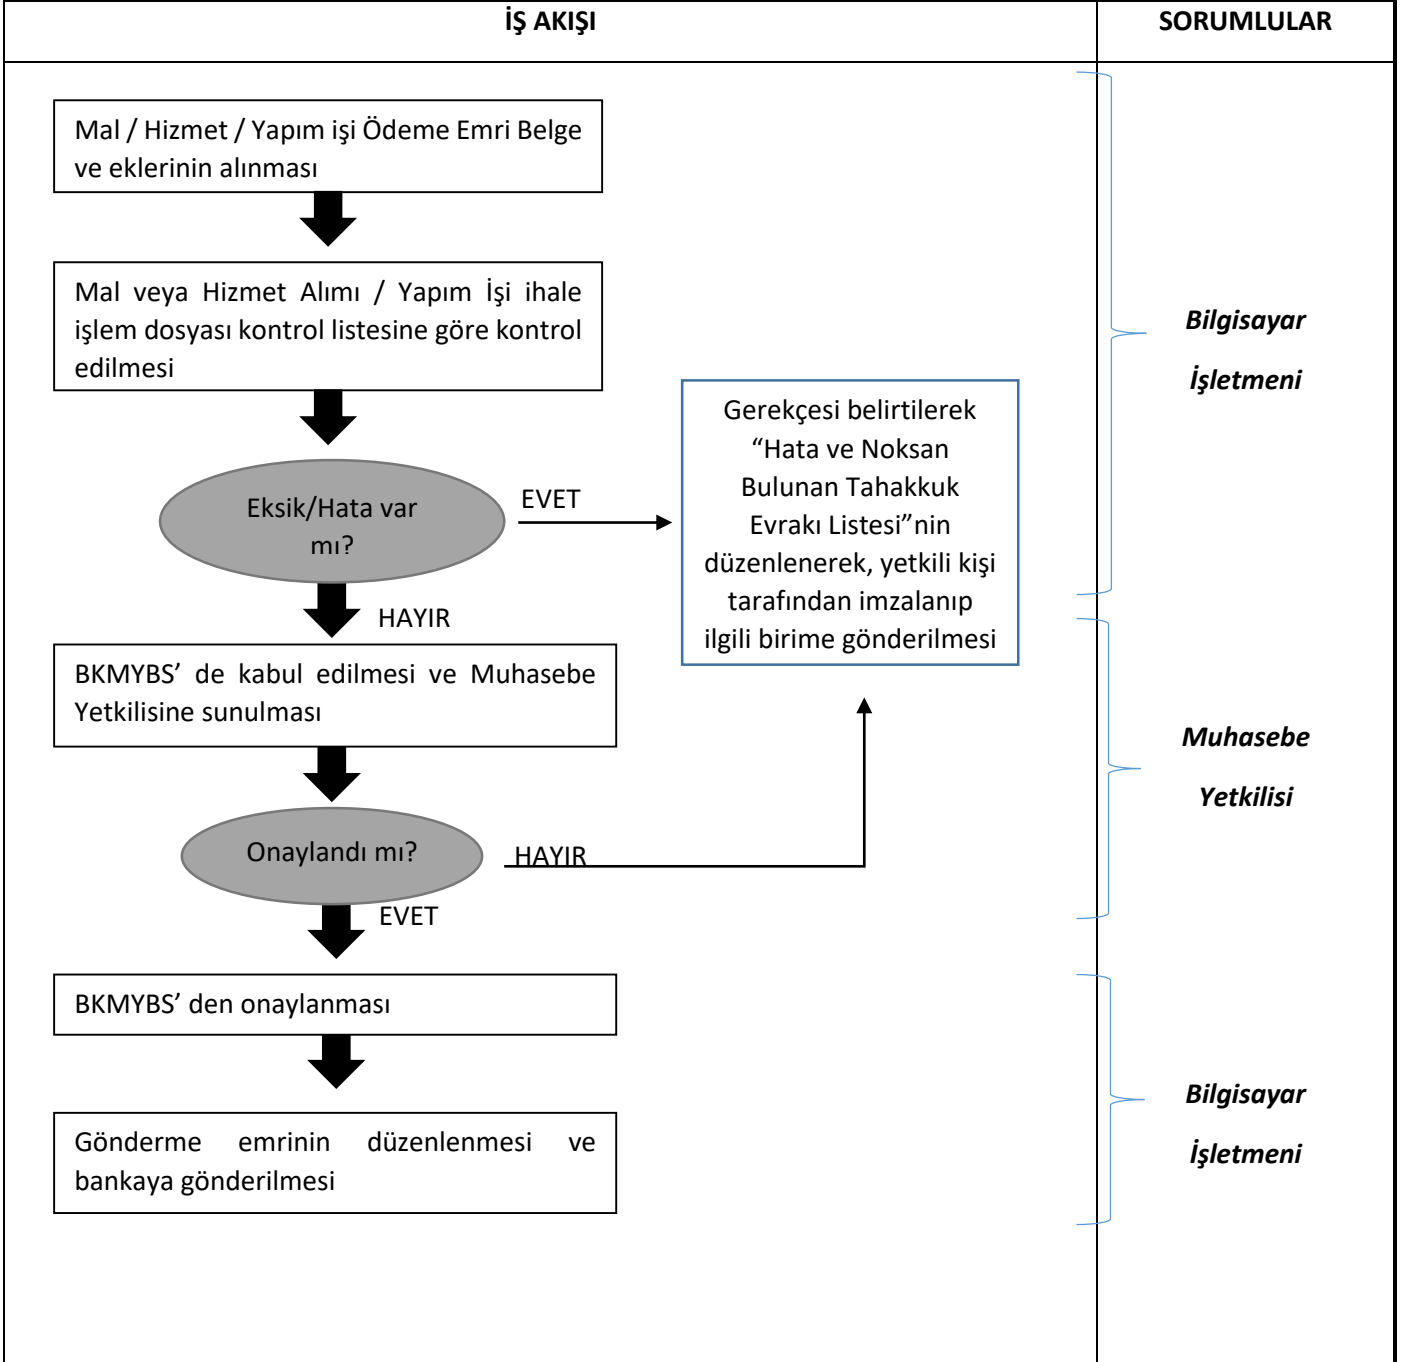 İŞ AKIŞI
SORUMLULAR
Mal / Hizmet / Yapım işi Ödeme Emri Belge
ve eklerinin alınması
Mal veya Hizmet Alımı / Yapım İşi ihale
işlem dosyası kontrol listesine göre kontrol
edilmesi
Bilgisayar
İşletmeni
Eksik/Hata var
mı?
EVET
Gerekçesi belirtilerek
“Hata ve Noksan
Bulunan Tahakkuk
Evrakı Listesi”nin
düzenlenerek, yetkili kişi
tarafından imzalanıp
ilgili birime gönderilmesi
HAYIR
BKMYBS’ de kabul edilmesi ve Muhasebe
Yetkilisine sunulması
Muhasebe
Yetkilisi
Onaylandı mı?
HAYIR
EVET
BKMYBS’ den onaylanması
Gönderme emrinin düzenlenmesi ve
bankaya gönderilmesi
Bilgisayar
İşletmeni